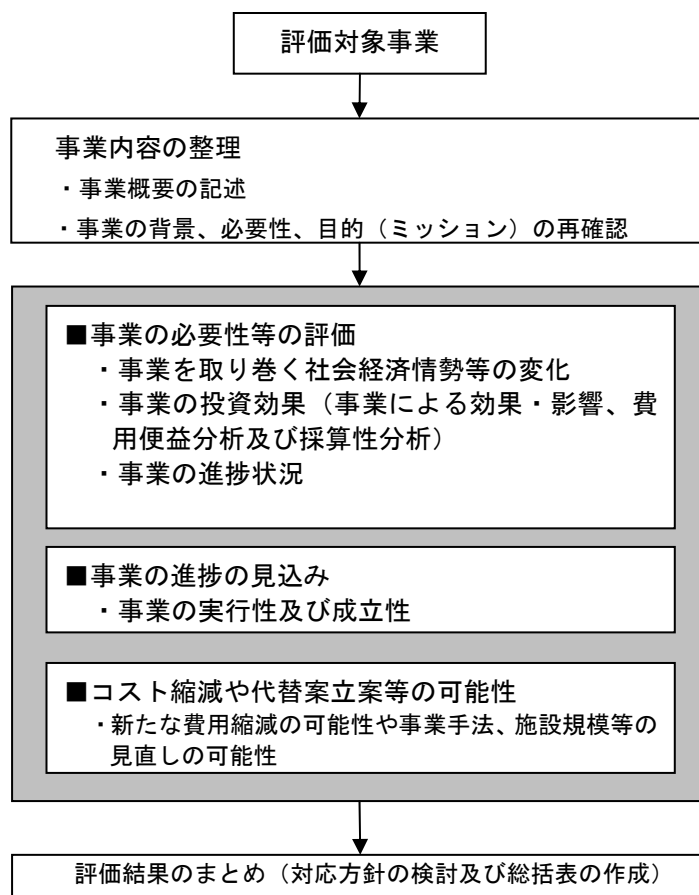 評価対象事業
事業内容の整理
・事業概要の記述
・事業の背景、必要性、目的（ミッション）の再確認
■事業の必要性等の評価
・事業を取り巻く社会経済情勢等の変化
・事業の投資効果（事業による効果・影響、費
用便益分析及び採算性分析）
・事業の進捗状況
■事業の進捗の見込み
・事業の実行性及び成立性
■コスト縮減や代替案立案等の可能性
・新たな費用縮減の可能性や事業手法、施設規模等の
見直しの可能性
評価結果のまとめ（対応方針の検討及び総括表の作成）